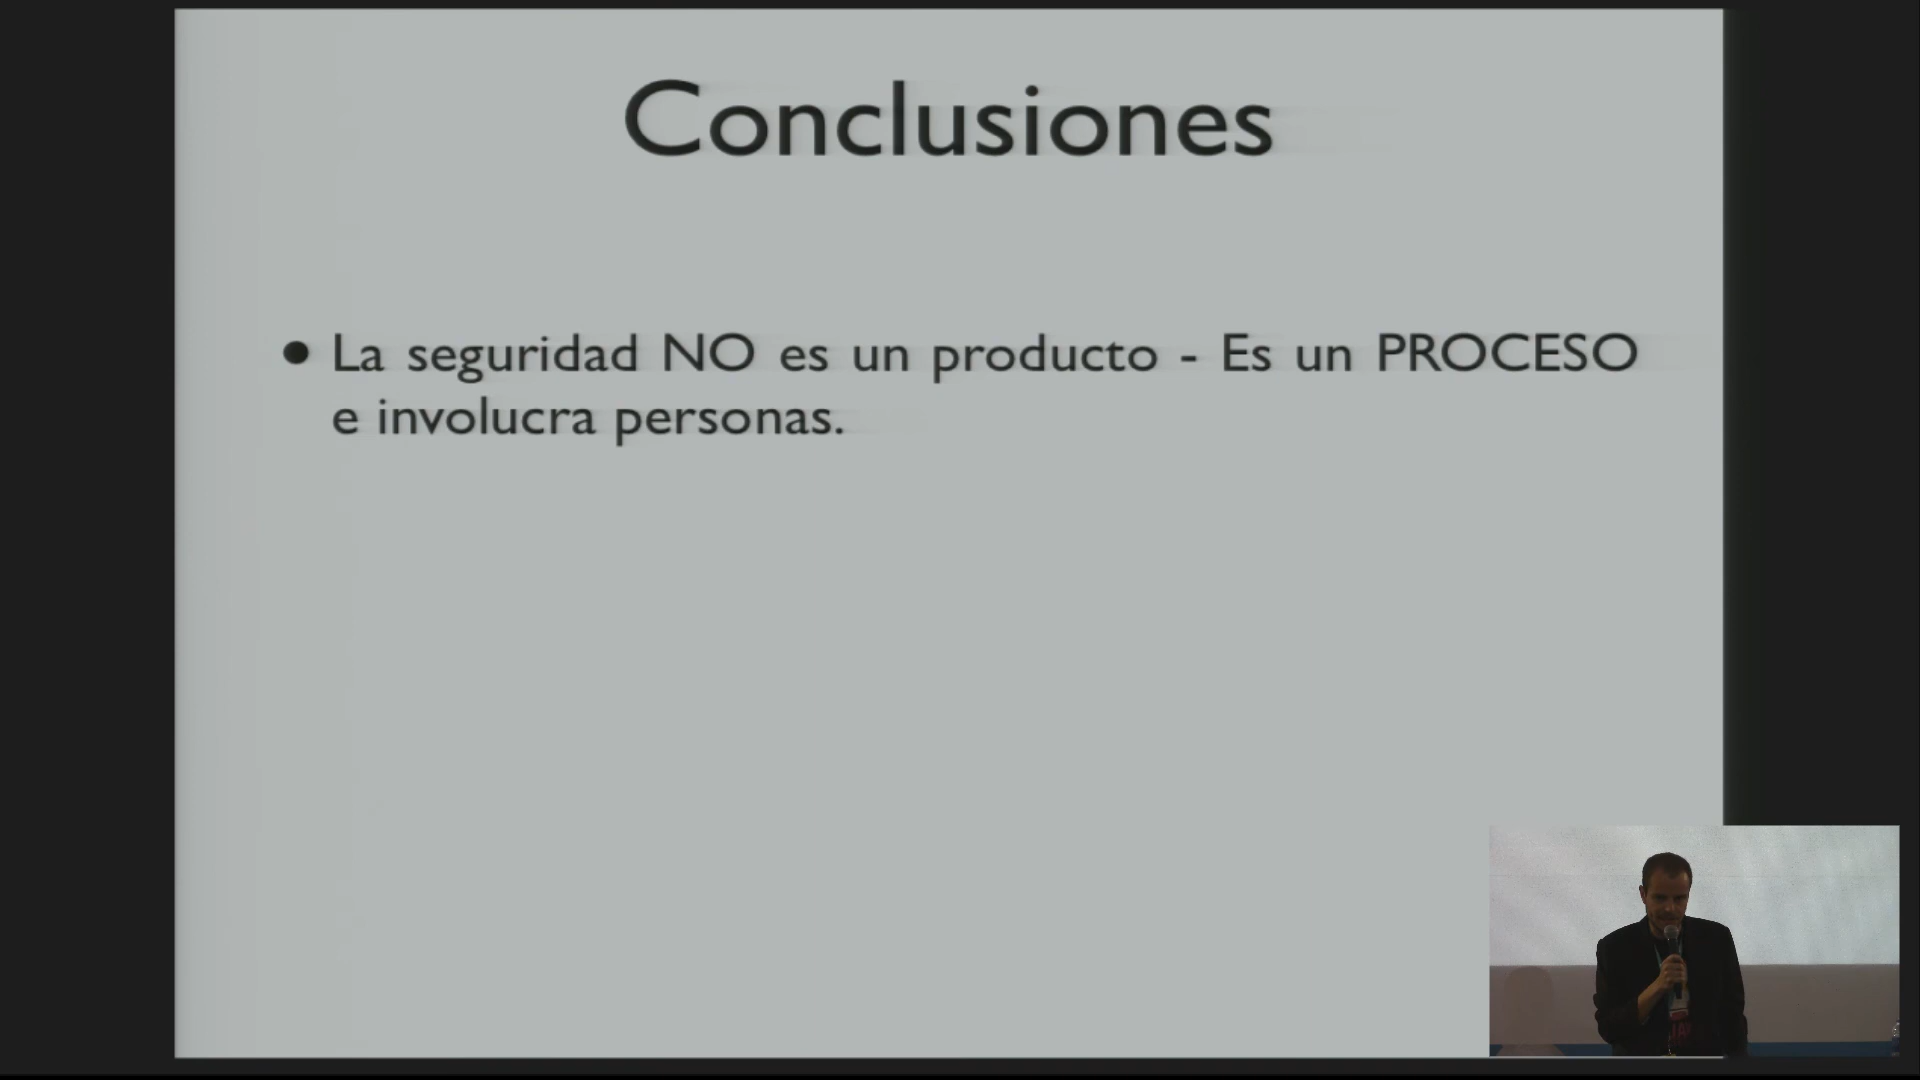 Conclusiones
• La seguridad NO es un producto - Es un PROCESO
e involucra personas.